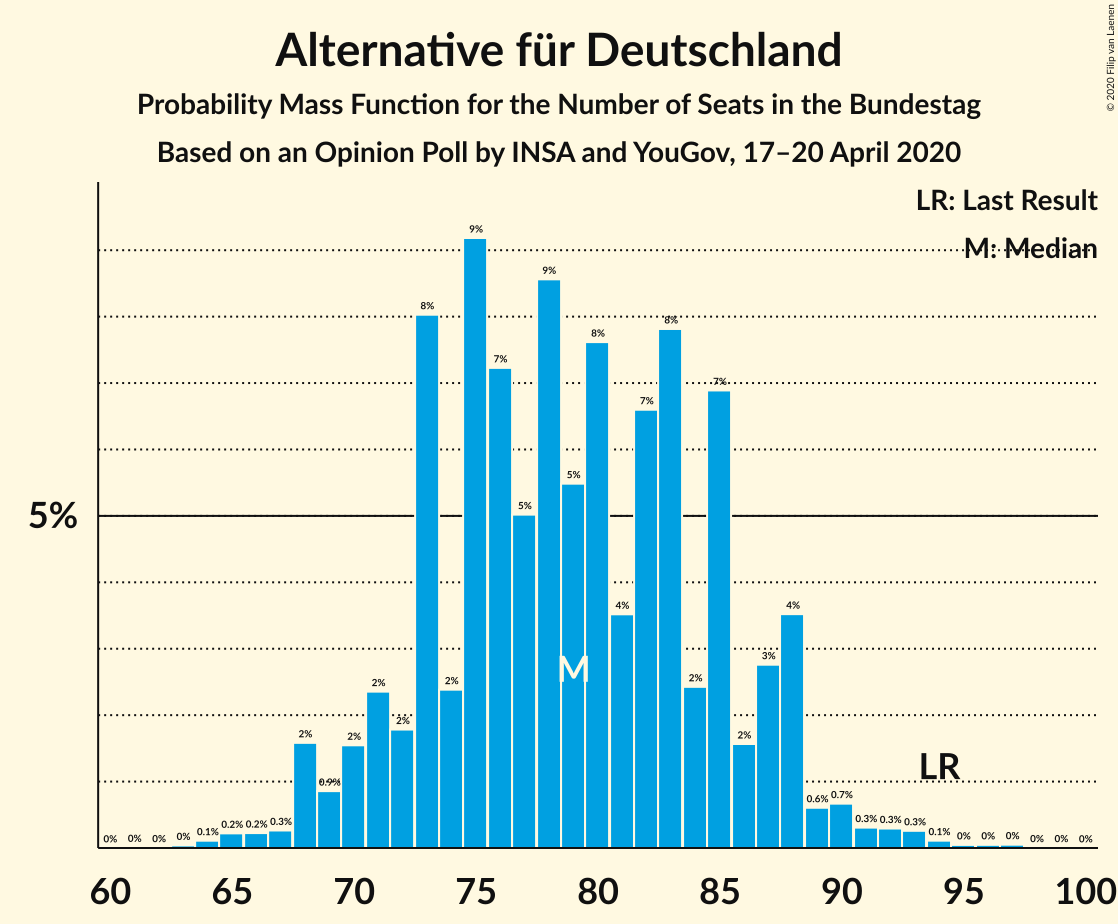 Alternative für Deutschland
Probability Mass Function for the Number of Seats in the Bundestag
Based on an Opinion Poll by INSA and YouGov, 17–20 April 2020
© 2020 Filip van Laenen
LR: Last Result
M: Median
5%
0% 0% 0% 0% 0.1% 0.2% 0.2% 0.3% 2% 0.9% 2% 2% 2% 8% 2% 9% 7% 5% 9% 5% 8% 4% 7% 8% 2% 7% 2% 3% 4% 0.6% 0.7% 0.3% 0.3% 0.3% 0.1% 0% 0% 0% 0% 0% 0%
M
LR
60 65 70 75 80 85 90 95 100